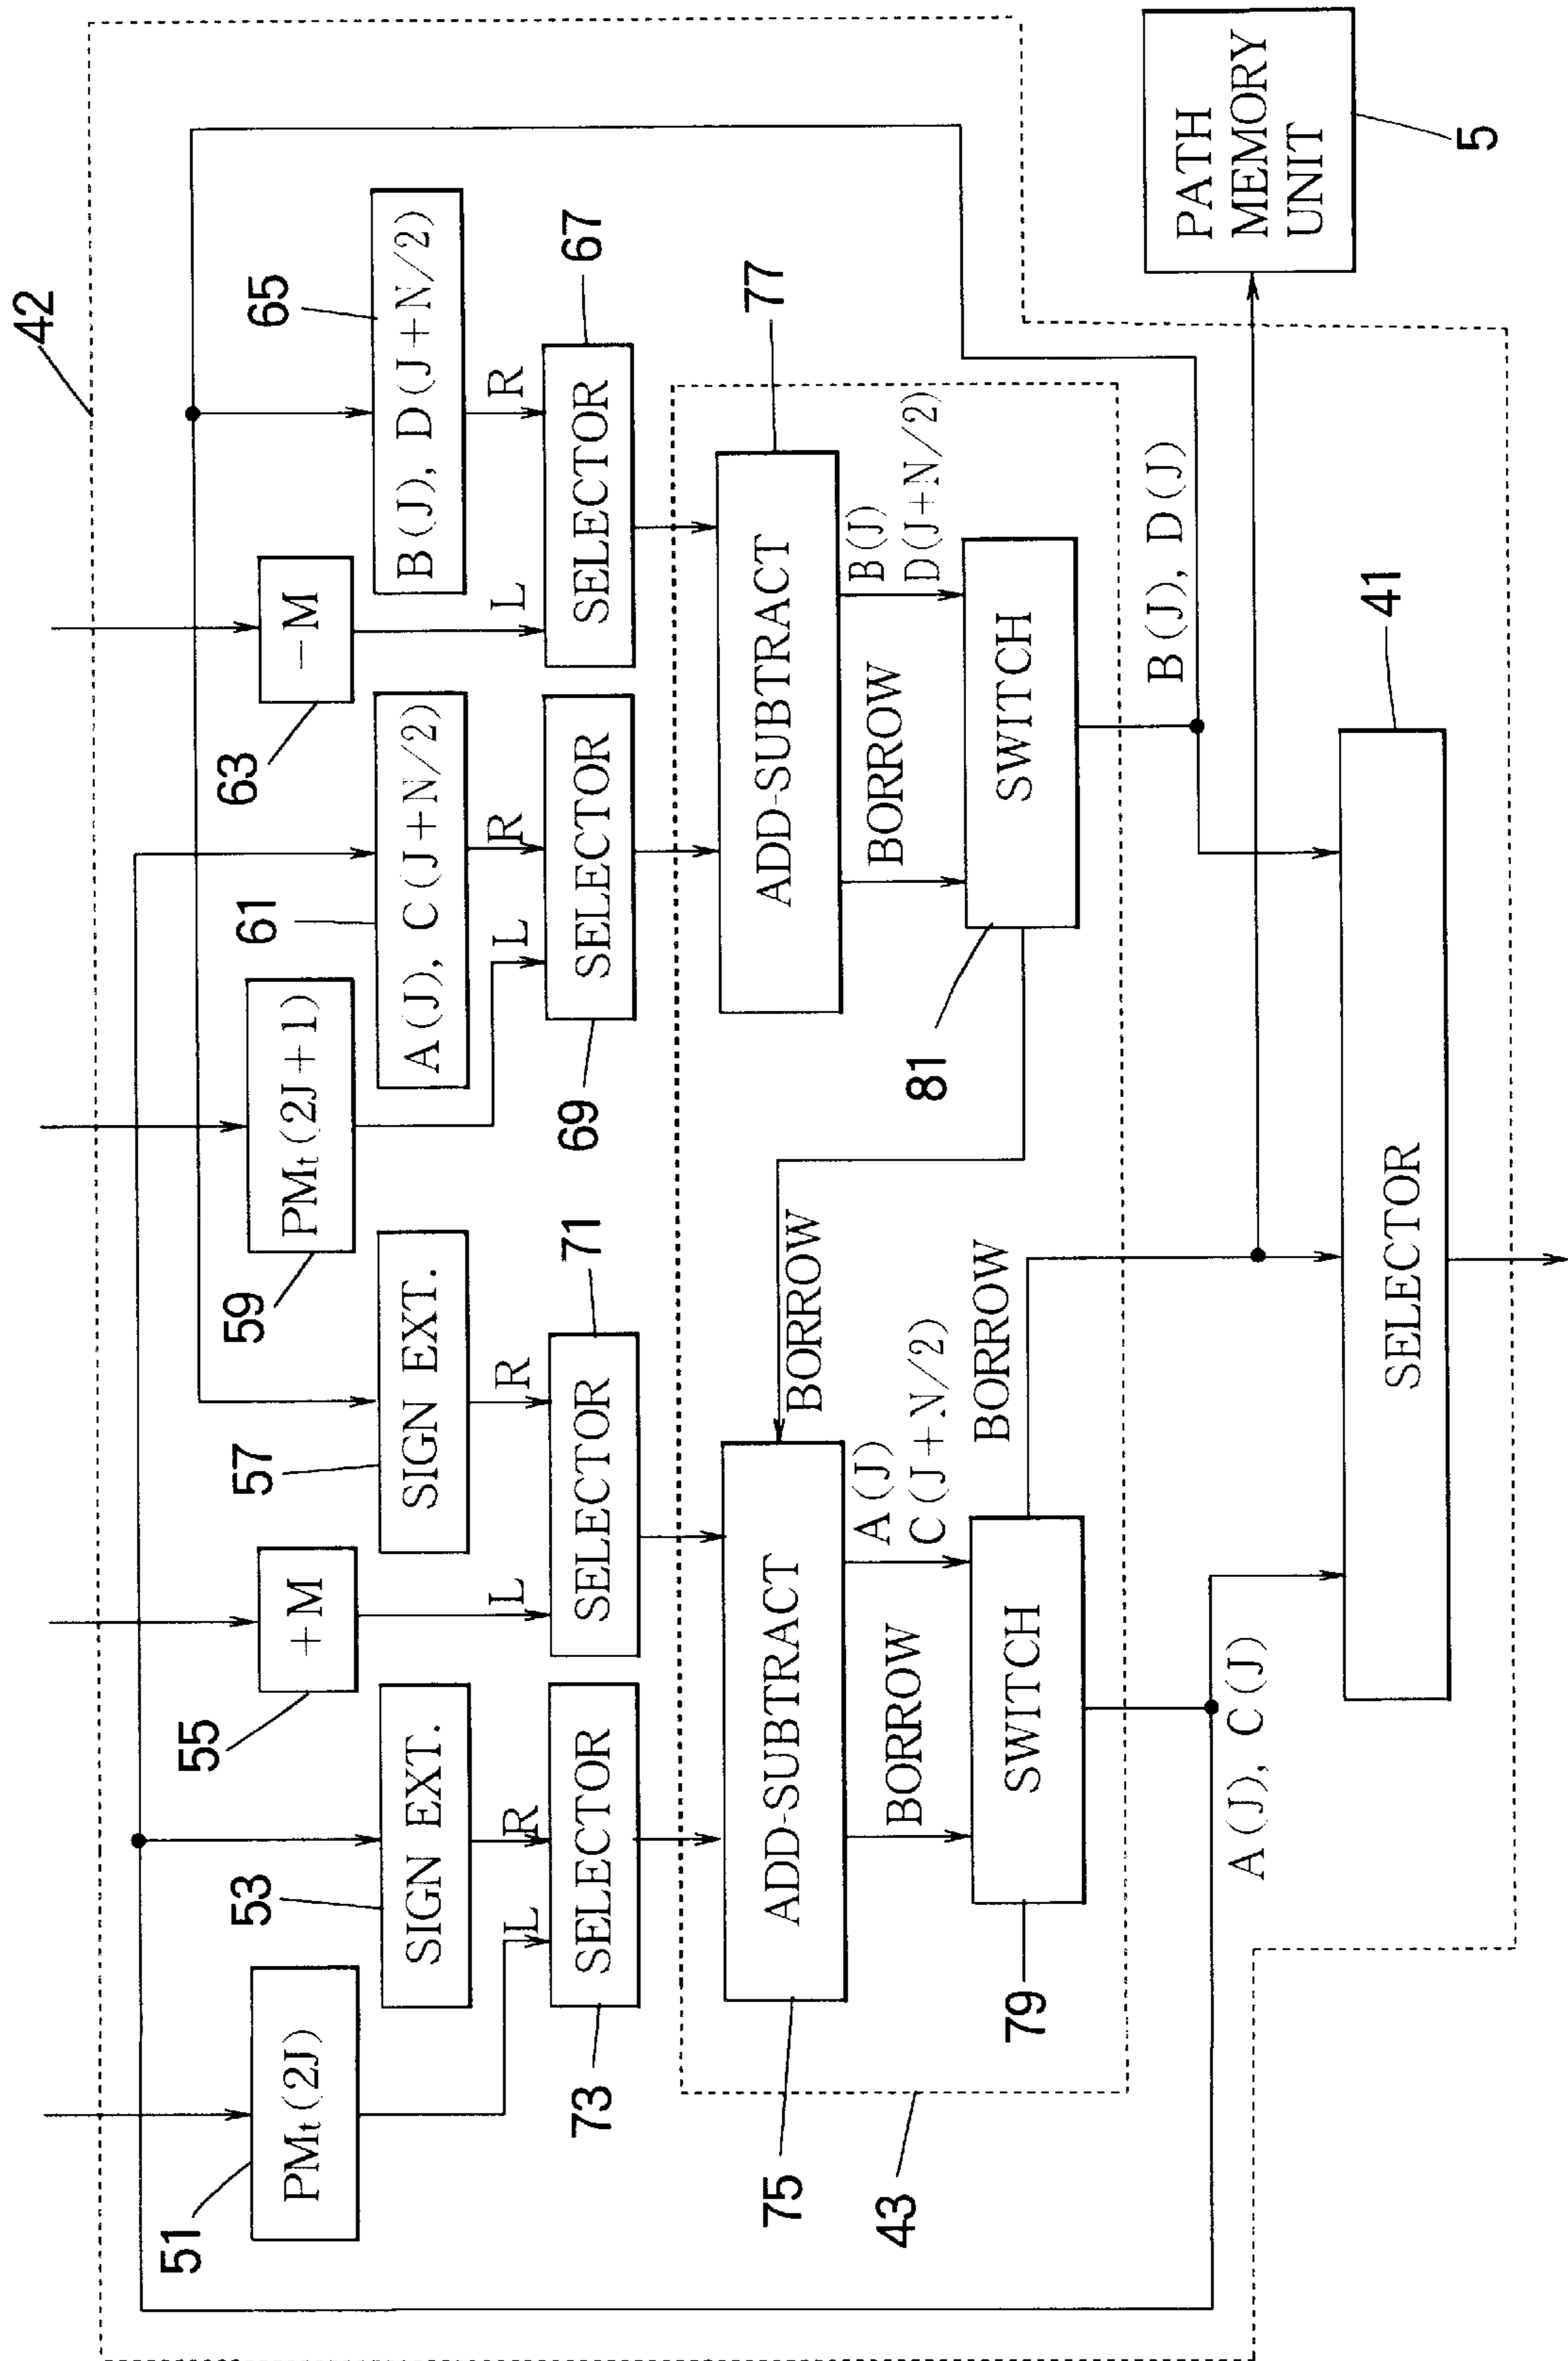 42
51
PMt(2J)
53
SIGN EXT.
55
+M
57
SIGN EXT.
59
PMt(2J+1)
61
A(J), C(J+N/2)
63
−M
65
B(J), D(J+N/2)
L
R
L
R
L
R
L
R
73
SELECTOR
71
SELECTOR
69
SELECTOR
67
SELECTOR
75
ADD-SUBTRACT
BORROW
77
ADD-SUBTRACT
43
BORROW
A(J)
C(J+N/2)
BORROW
B(J)
D(J+N/2)
79
SWITCH
BORROW
81
SWITCH
A(J), C(J)
B(J), D(J)
41
SELECTOR
PATH
MEMORY
UNIT
5